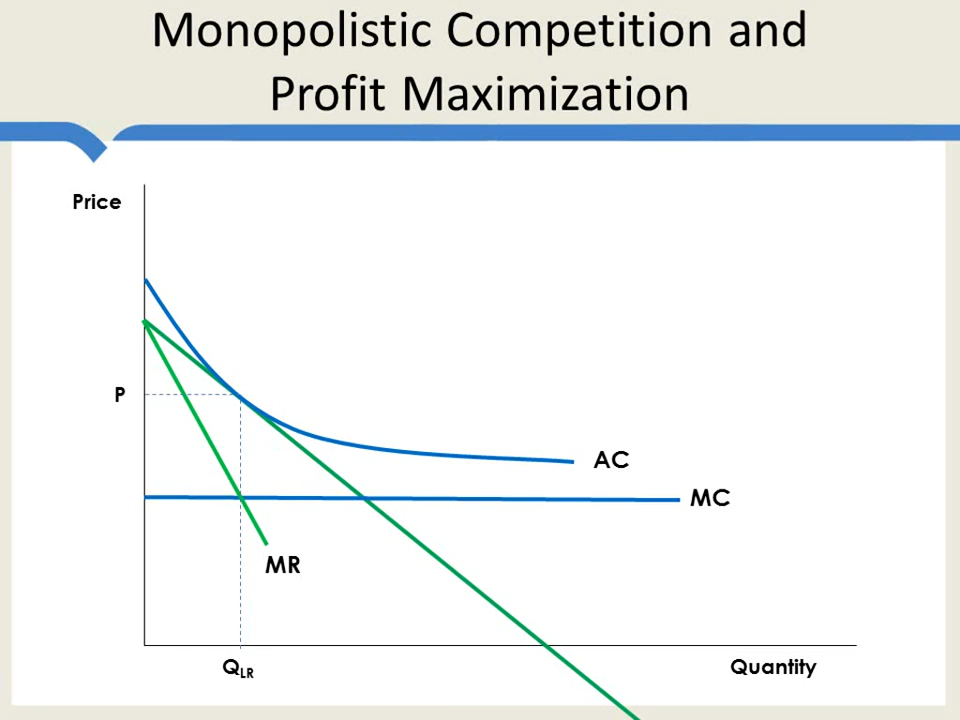 Monopolistic Competition and
Profit Maximization
Price
P
AC
MC
MR
QLR
Quantity